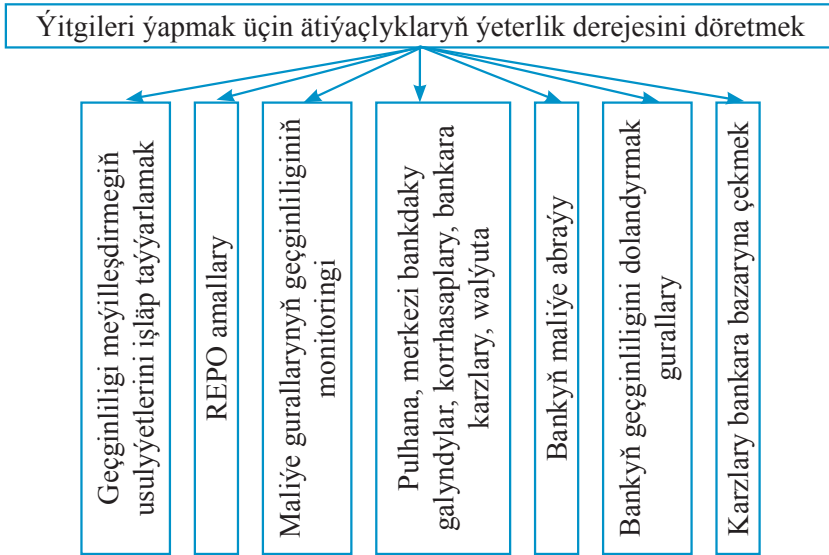 Ýitgileri ýapmak üçin ätiýaçlyklaryň ýeterlik derejesini döretmek
Geçginliligi meýilleşdirmegiň
usulyýetlerini işläp taýýarlamak
REPO amallary
Maliýe gurallarynyň geçginliliginiň
monitoringi
Pulhana, merkezi bankdaky
galyndylar, korrhasaplary, bankara
karzlary, walýuta
Bankyň maliýe abraýy
Bankyň geçginliligini dolandyrmak
gurallary
Karzlary bankara bazaryna çekmek